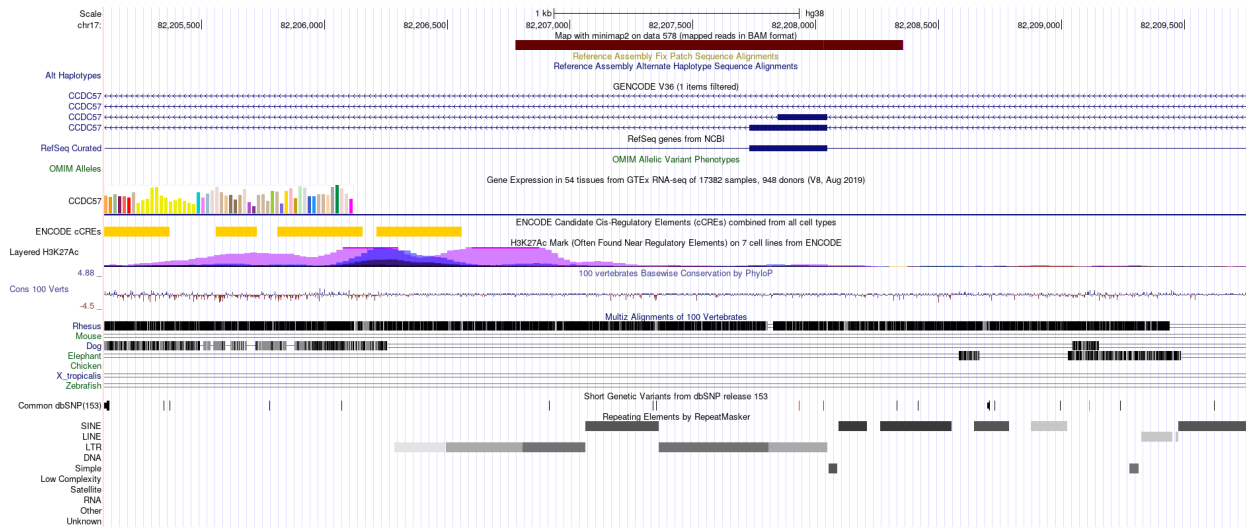 Scale 1 kb hg38
chr17: 82,205,500 82,206,000 82,206,500 82,207,000 82,207,500 82,208,000 82,208,500 82,209,000 82,209,500
Map with minimap2 on data 578 (mapped reads in BAM format)
Reference Assembly Fix Patch Sequence Alignments
Reference Assembly Alternate Haplotype Sequence Alignments
Alt Haplotypes
GENCODE V36 (1 items filtered)
CCDC57
CCDC57
CCDC57
CCDC57
RefSeq genes from NCBI
RefSeq Curated
OMIM Allelic Variant Phenotypes
OMIM Alleles
Gene Expression in 54 tissues from GTEx RNA-seq of 17382 samples, 948 donors (V8, Aug 2019)
CCDC57
ENCODE Candidate Cis-Regulatory Elements (cCREs) combined from all cell types
ENCODE cCREs
H3K27Ac Mark (Often Found Near Regulatory Elements) on 7 cell lines from ENCODE
Layered H3K27Ac
4.88 _ 100 vertebrates Basewise Conservation by PhyloP
Cons 100 Verts
-4.5 _
Multiz Alignments of 100 Vertebrates
Rhesus
Mouse
Dog
Elephant
Chicken
X_tropicalis
Zebrafish
Short Genetic Variants from dbSNP release 153
Common dbSNP(153)
Repeating Elements by RepeatMasker
SINE
LINE
LTR
DNA
Simple
Low Complexity
Satellite
RNA
Other
Unknown